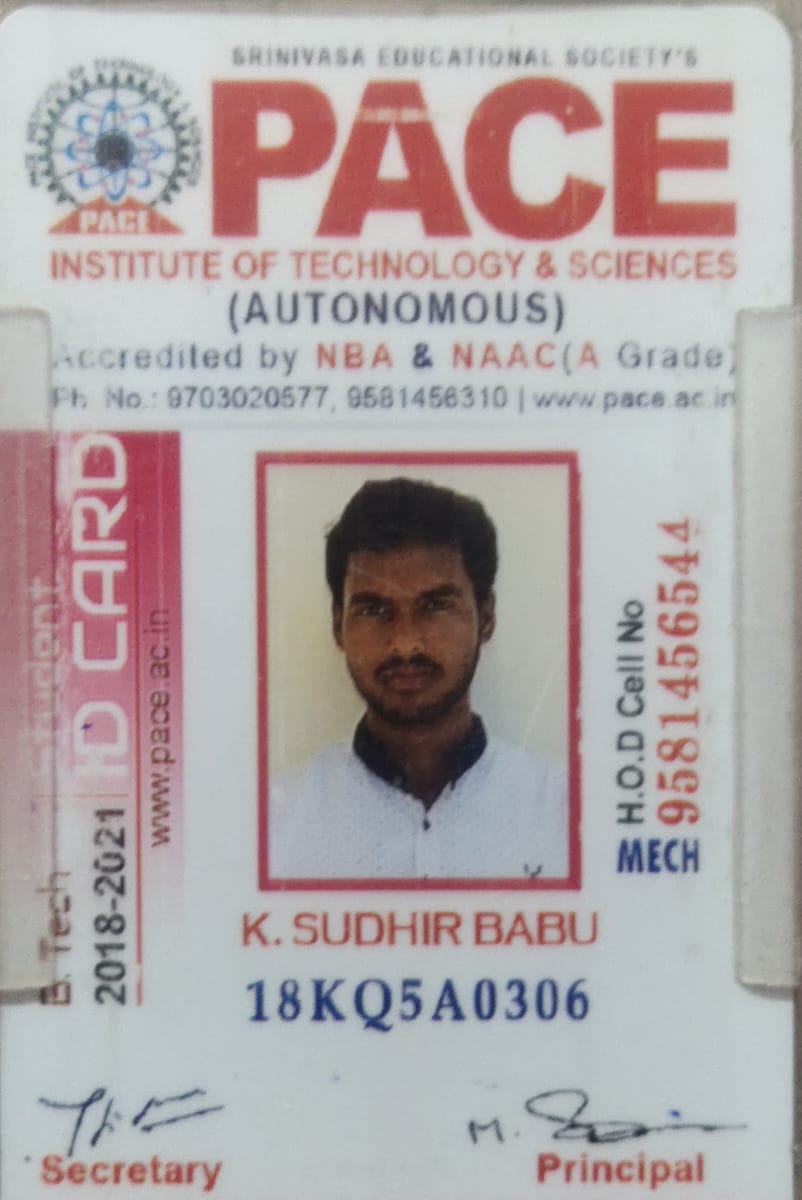 SRINIVASA EDUCATIONAL SOCIETY'S
PACE
PACE
INSTITUTE OF TECHNOLOGY & SCIENCES
(AUTONOMOUS)
Accredited by NBA & NAAC(A Grade)
Ph. No.: 9703020577, 9581456310 | www.pace.ac.in
Student
ID CARD
www.pace.ac.in
B. Tech
2018-2021
H.O.D Cell No
9581456544
MECH
K. SUDHIR BABU
18KQ5A0306
Secretary
Principal